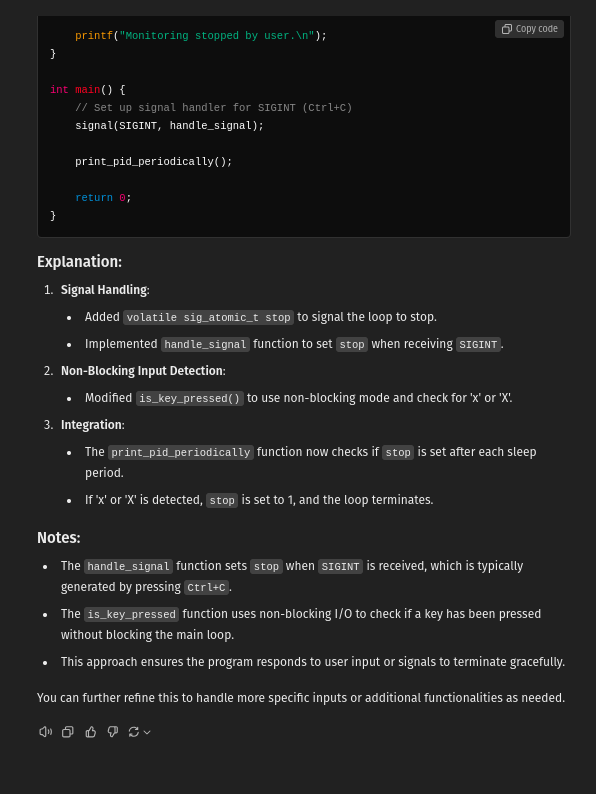 printf("Monitoring stopped by user.\n");
Copy code
}
int main() {
// Set up signal handler for SIGINT (Ctrl+C)
signal(SIGINT, handle_signal);
print_pid_periodically();
return 0;
}
Explanation:
1. Signal Handling:
• Added volatile sig_atomic_t stop to signal the loop to stop.
• Implemented handle_signal function to set stop when receiving SIGINT.
2. Non-Blocking Input Detection:
• Modified is_key_pressed() to use non-blocking mode and check for 'x' or 'X'.
3. Integration:
• The print_pid_periodically function now checks if stop is set after each sleep
period.
• If 'x' or 'X' is detected, stop is set to 1, and the loop terminates.
Notes:
• The handle_signal function sets stop when SIGINT is received, which is typically
generated by pressing Ctrl+C.
• The is_key_pressed function uses non-blocking I/O to check if a key has been pressed
without blocking the main loop.
• This approach ensures the program responds to user input or signals to terminate gracefully.
You can further refine this to handle more specific inputs or additional functionalities as needed.